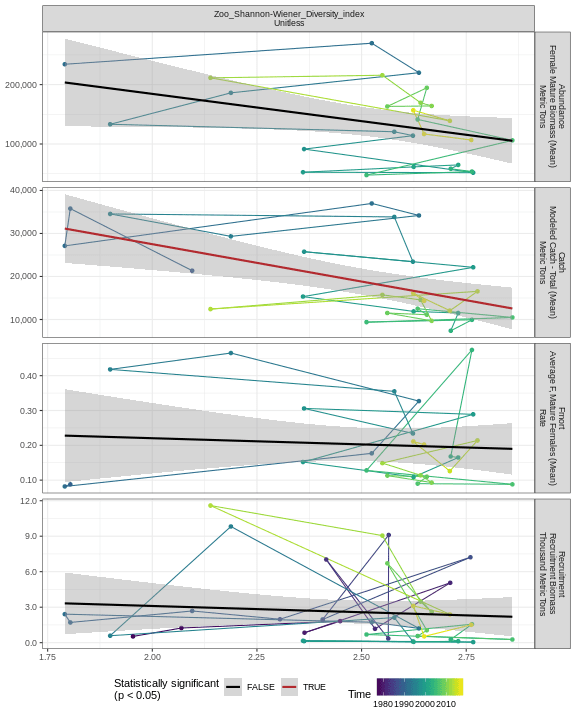 Zoo_Shannon-Wiener_Diversity_index
Unitless
200,000
100,000
Abundance
Female Mature Biomass (Mean)
Metric Tons
40,000
30,000
20,000
10,000
Catch
Modeled Catch - Total (Mean)
Metric Tons
0.40
0.30
0.20
0.10
Fmort
Average F, Mature Females (Mean)
Rate
12.0
9.0
6.0
3.0
0.0
Recruitment
Recruitment Biomass
Thousand Metric Tons
1.75 2.00 2.25 2.50 2.75
Statistically significant
(p < 0.05)
FALSE TRUE
Time
1980 1990 2000 2010